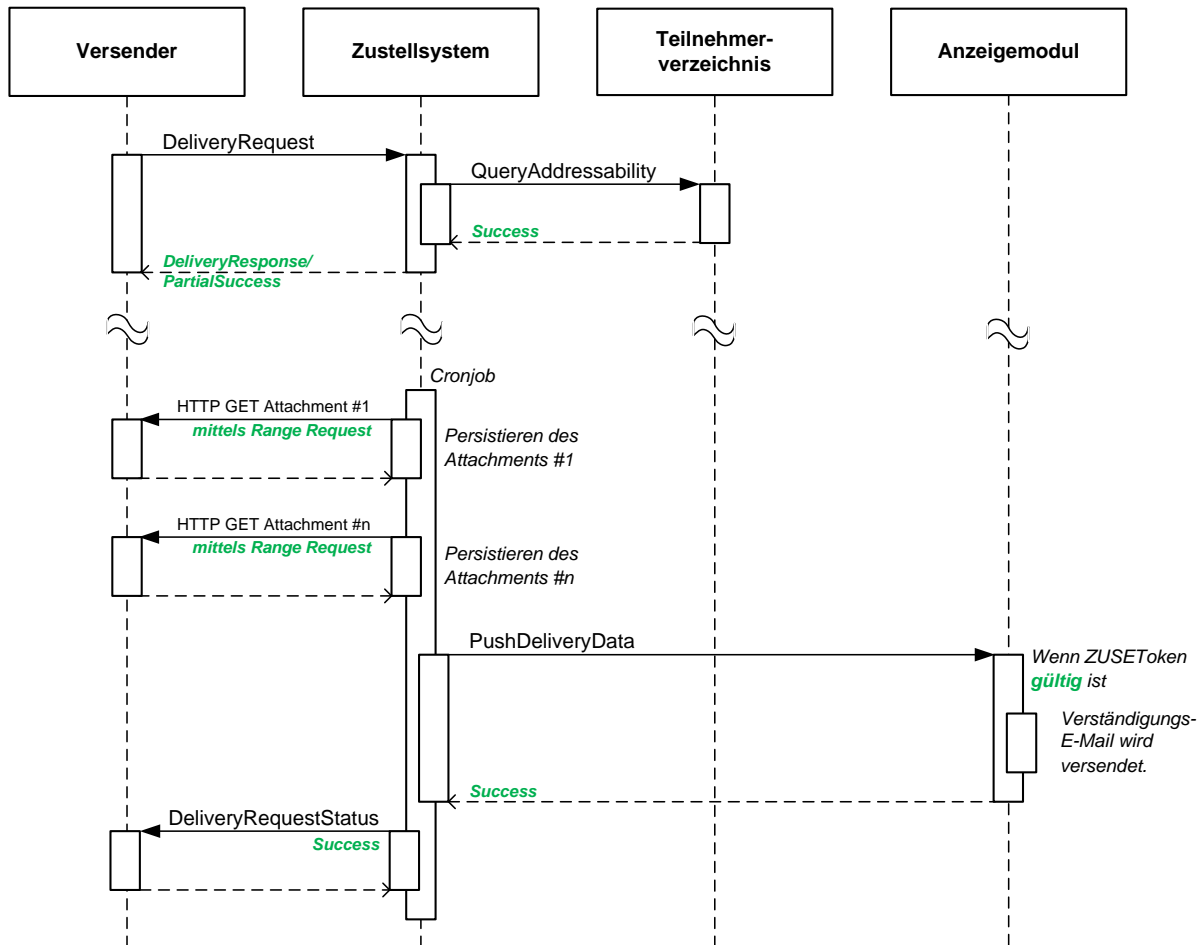 Versender
Zustellsystem
Teilnehmer-
verzeichnis
Anzeigemodul
DeliveryRequest
QueryAddressability
Success
DeliveryResponse/
PartialSuccess
Cronjob
HTTP GET Attachment #1
mittels Range Request
Persistieren des
Attachments #1
HTTP GET Attachment #n
mittels Range Request
Persistieren des
Attachments #n
PushDeliveryData
Wenn ZUSEToken
gültig ist
Verständigungs-
E-Mail wird
versendet.
Success
DeliveryRequestStatus
Success